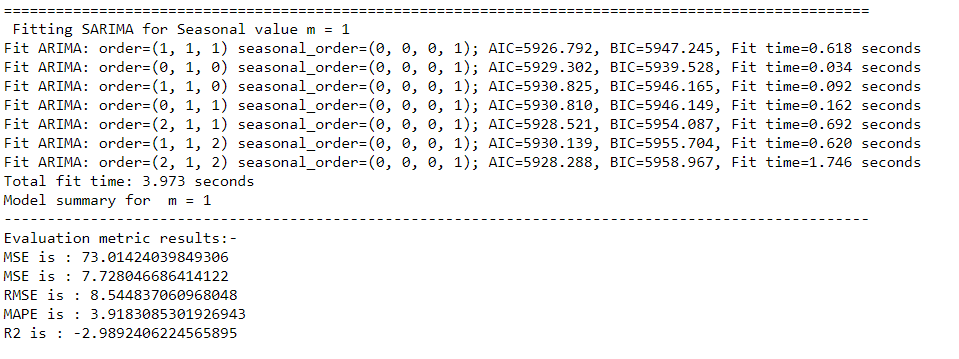 ====================================================================================================
 Fitting SARIMA for Seasonal value m = 1
Fit ARIMA: order=(1, 1, 1) seasonal_order=(0, 0, 0, 1); AIC=5926.792, BIC=5947.245, Fit time=0.618 seconds
Fit ARIMA: order=(0, 1, 0) seasonal_order=(0, 0, 0, 1); AIC=5929.302, BIC=5939.528, Fit time=0.034 seconds
Fit ARIMA: order=(1, 1, 0) seasonal_order=(0, 0, 0, 1); AIC=5930.825, BIC=5946.165, Fit time=0.092 seconds
Fit ARIMA: order=(0, 1, 1) seasonal_order=(0, 0, 0, 1); AIC=5930.810, BIC=5946.149, Fit time=0.162 seconds
Fit ARIMA: order=(2, 1, 1) seasonal_order=(0, 0, 0, 1); AIC=5928.521, BIC=5954.087, Fit time=0.692 seconds
Fit ARIMA: order=(1, 1, 2) seasonal_order=(0, 0, 0, 1); AIC=5930.139, BIC=5955.704, Fit time=0.620 seconds
Fit ARIMA: order=(2, 1, 2) seasonal_order=(0, 0, 0, 1); AIC=5928.288, BIC=5958.967, Fit time=1.746 seconds
Total fit time: 3.973 seconds
Model summary for  m = 1
----------------------------------------------------------------------------------------------------
Evaluation metric results:-
MSE is : 73.01424039849306
MSE is : 7.728046686414122
RMSE is : 8.544837060968048
MAPE is : 3.9183085301926943
R2 is : -2.9892406224565895